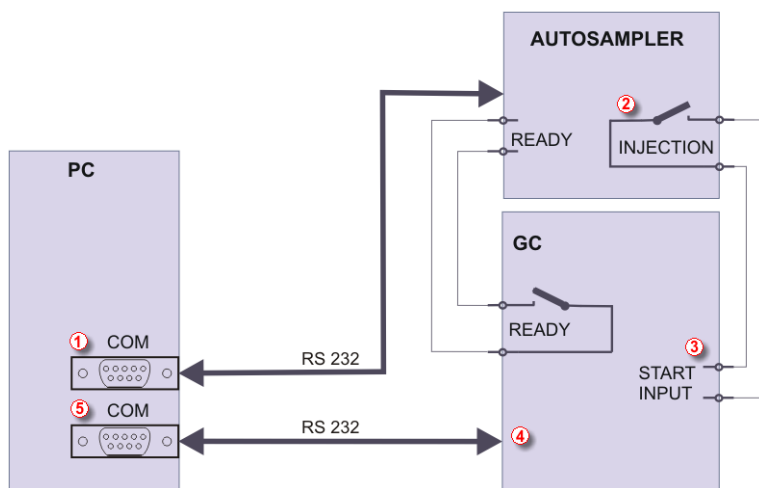 AUTOSAMPLER
2
READY
INJECTION
PC
GC
READY
1
COM
3
RS 232
START
INPUT
5
COM
RS 232
4